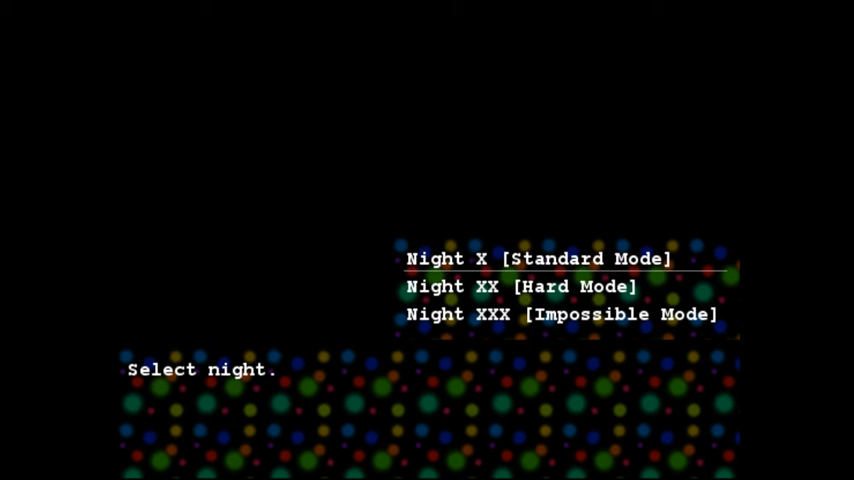 Night X [Standard Mode]
Night XX [Hard Mode]
Night XXX [Impossible Mode]
Select night.